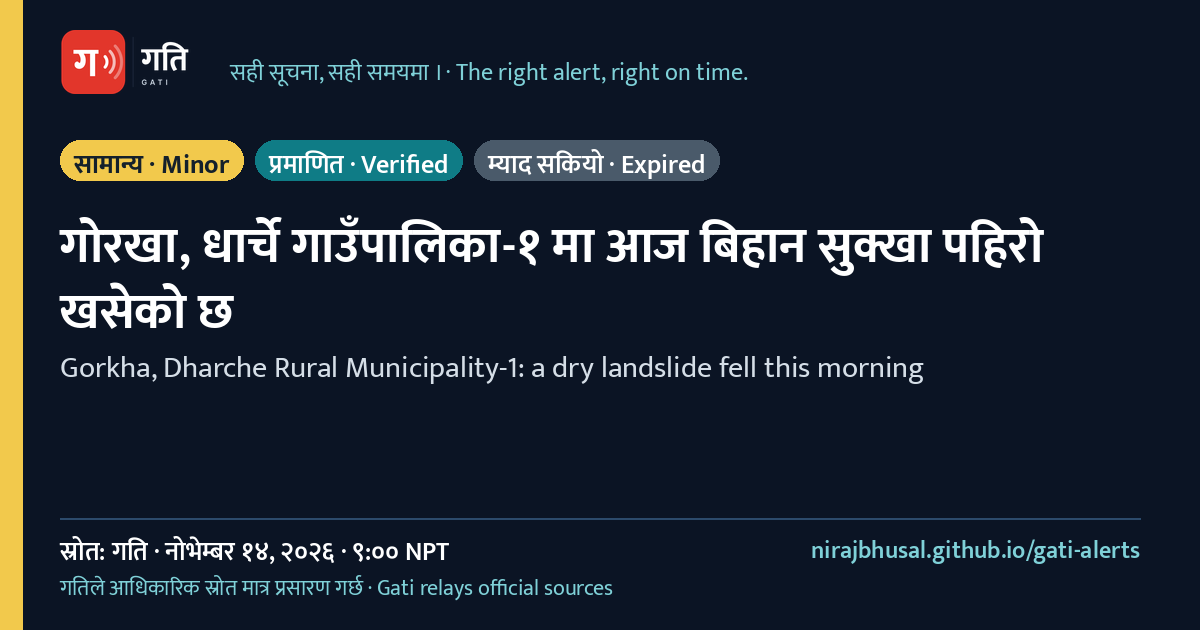 ग गति
GATI
सही सूचना, सही समयमा । · The right alert, right on time.
सामान्य · Minor
प्रमाणित · Verified
म्याद सकियो · Expired
गोरखा, धार्चे गाउँपालिका-१ मा आज बिहान सुक्खा पहिरो
खसेको छ
Gorkha, Dharche Rural Municipality-1: a dry landslide fell this morning
स्रोत: गति · नोभेम्बर १४, २०२६ · ९:०० NPT
nirajbhusal.github.io/gati-alerts
गतिले आधिकारिक स्रोत मात्र प्रसारण गर्छ · Gati relays official sources